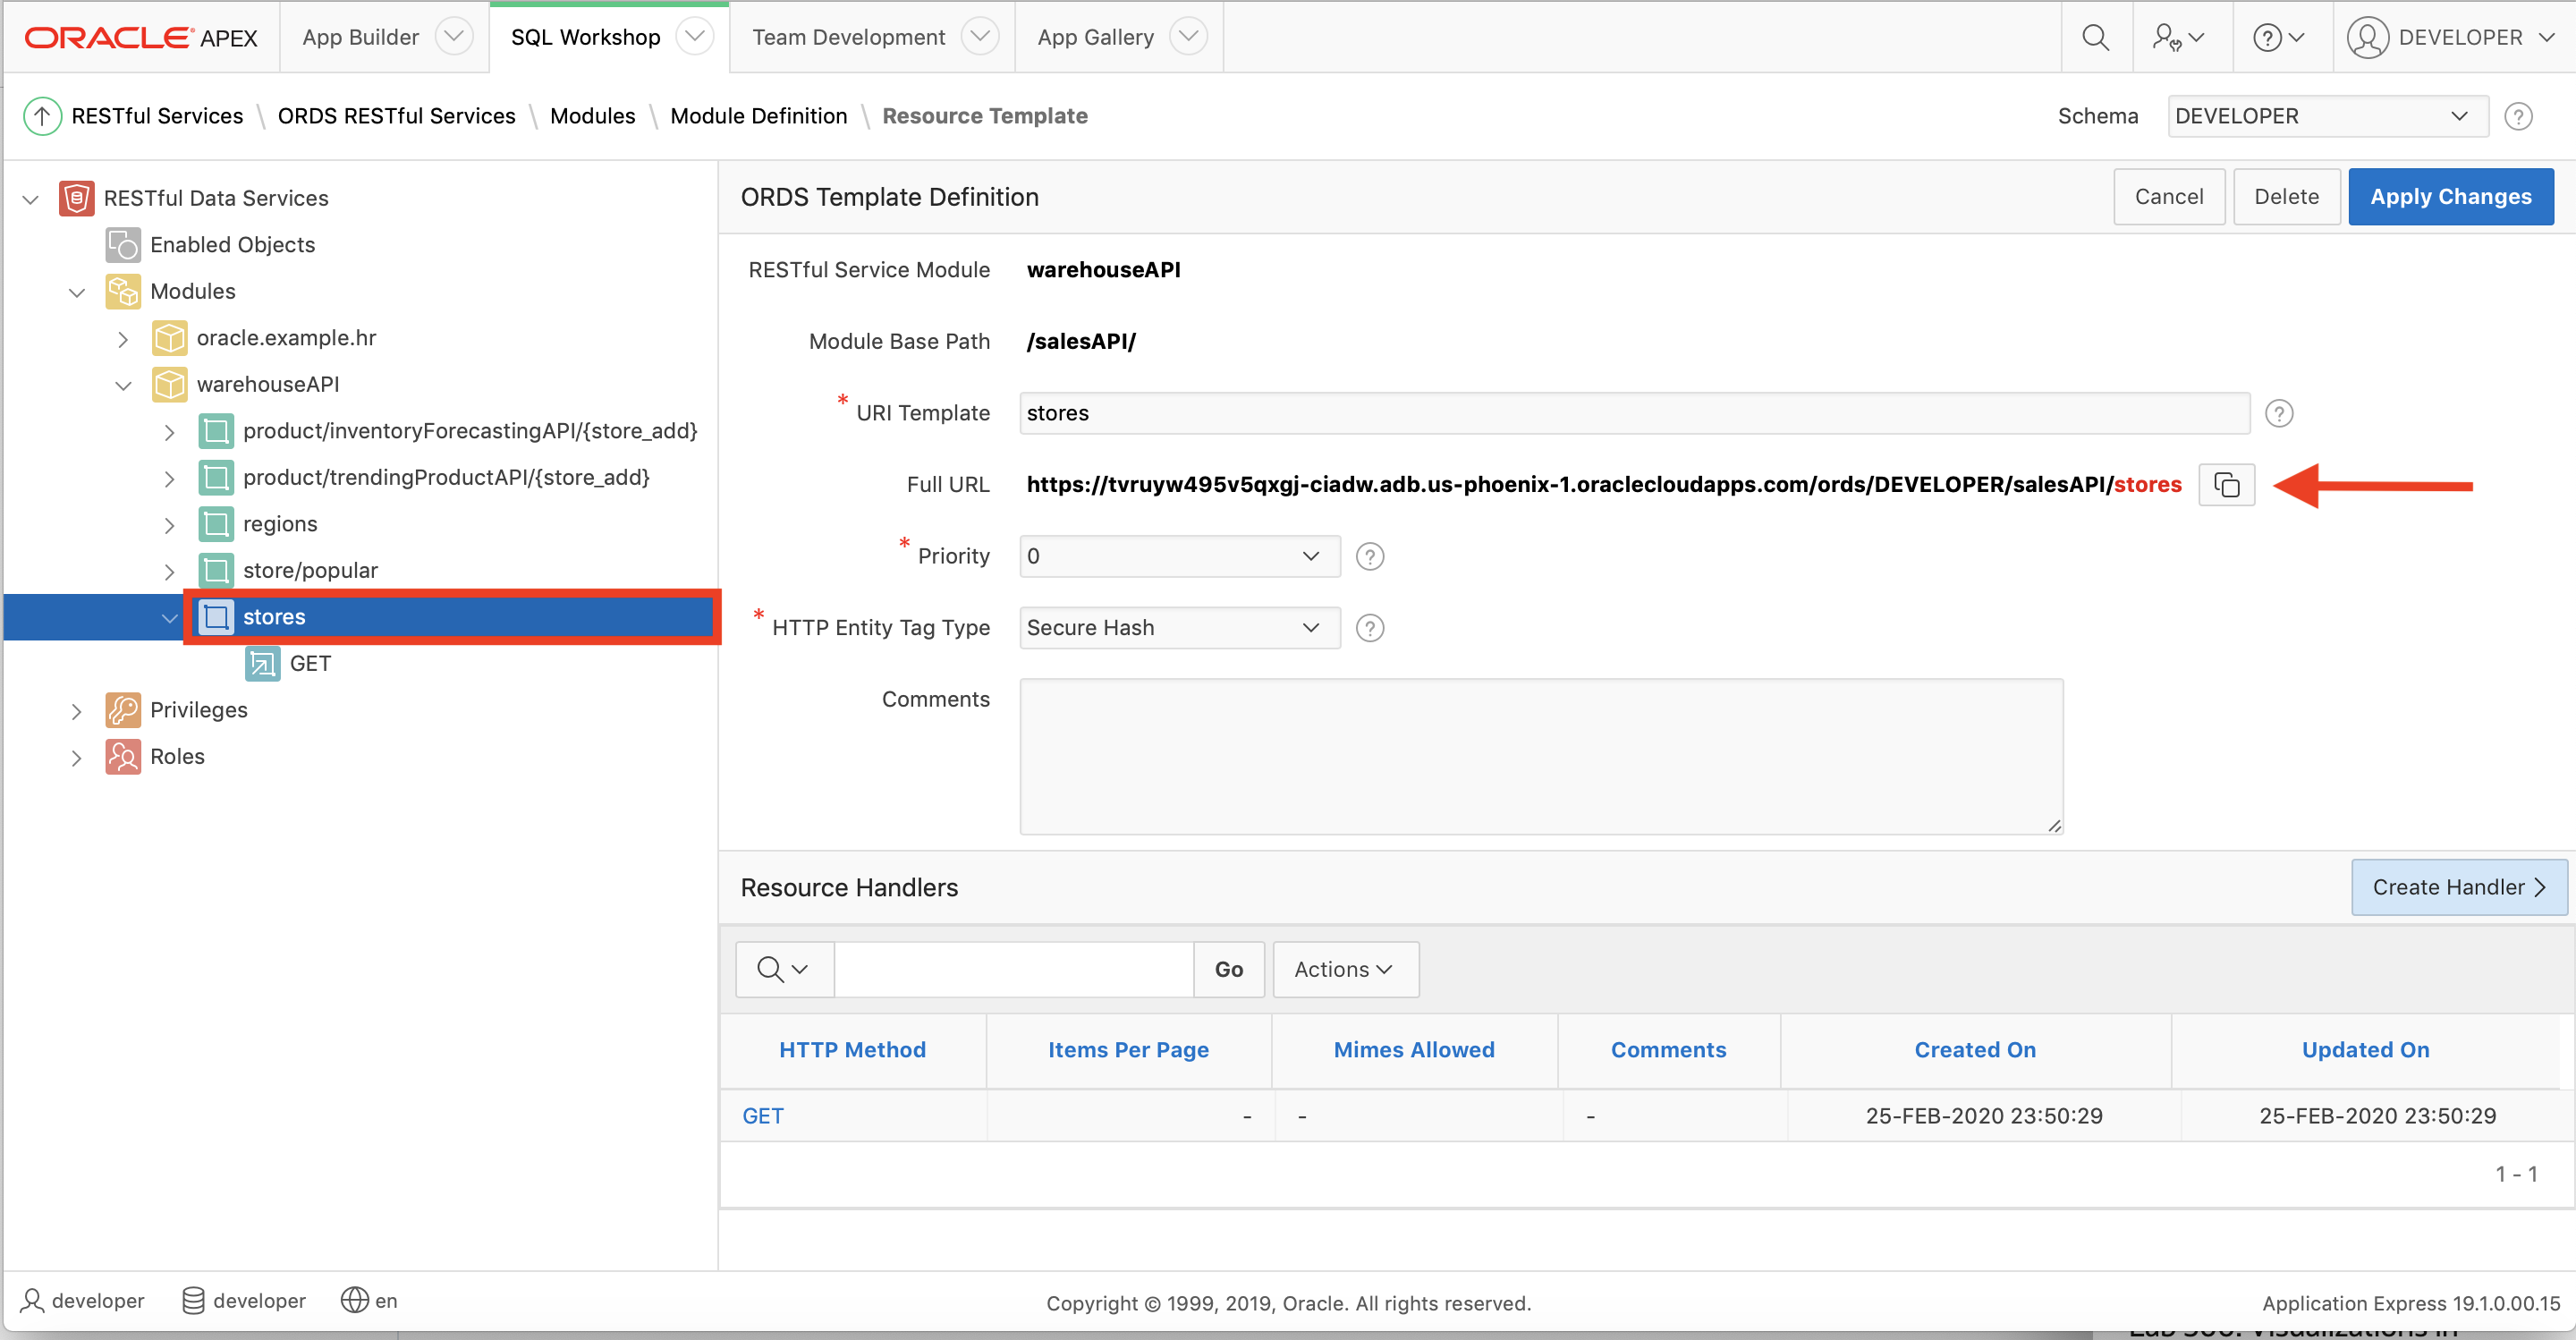 ORACLE APEX App Builder SQL Workshop Team Development App Gallery DEVELOPER
RESTful Services \ ORDS RESTful Services \ Modules \ Module Definition \ Resource Template Schema DEVELOPER
RESTful Data Services
Enabled Objects
Modules
oracle.example.hr
warehouseAPI
product/inventoryForecastingAPI/{store_add}
product/trendingProductAPI/{store_add}
regions
store/popular
stores
GET
Privileges
Roles
ORDS Template Definition Cancel Delete Apply Changes
RESTful Service Module warehouseAPI
Module Base Path /salesAPI/
* URI Template stores
Full URL https://tvruyw495v5qxgj-ciadw.adb.us-phoenix-1.oraclecloudapps.com/ords/DEVELOPER/salesAPI/stores
* Priority 0
* HTTP Entity Tag Type Secure Hash
Comments
Resource Handlers Create Handler
Go Actions
HTTP Method Items Per Page Mimes Allowed Comments Created On Updated On
GET - - - 25-FEB-2020 23:50:29 25-FEB-2020 23:50:29
1 - 1
developer developer en Copyright © 1999, 2019, Oracle. All rights reserved. Application Express 19.1.0.00.15